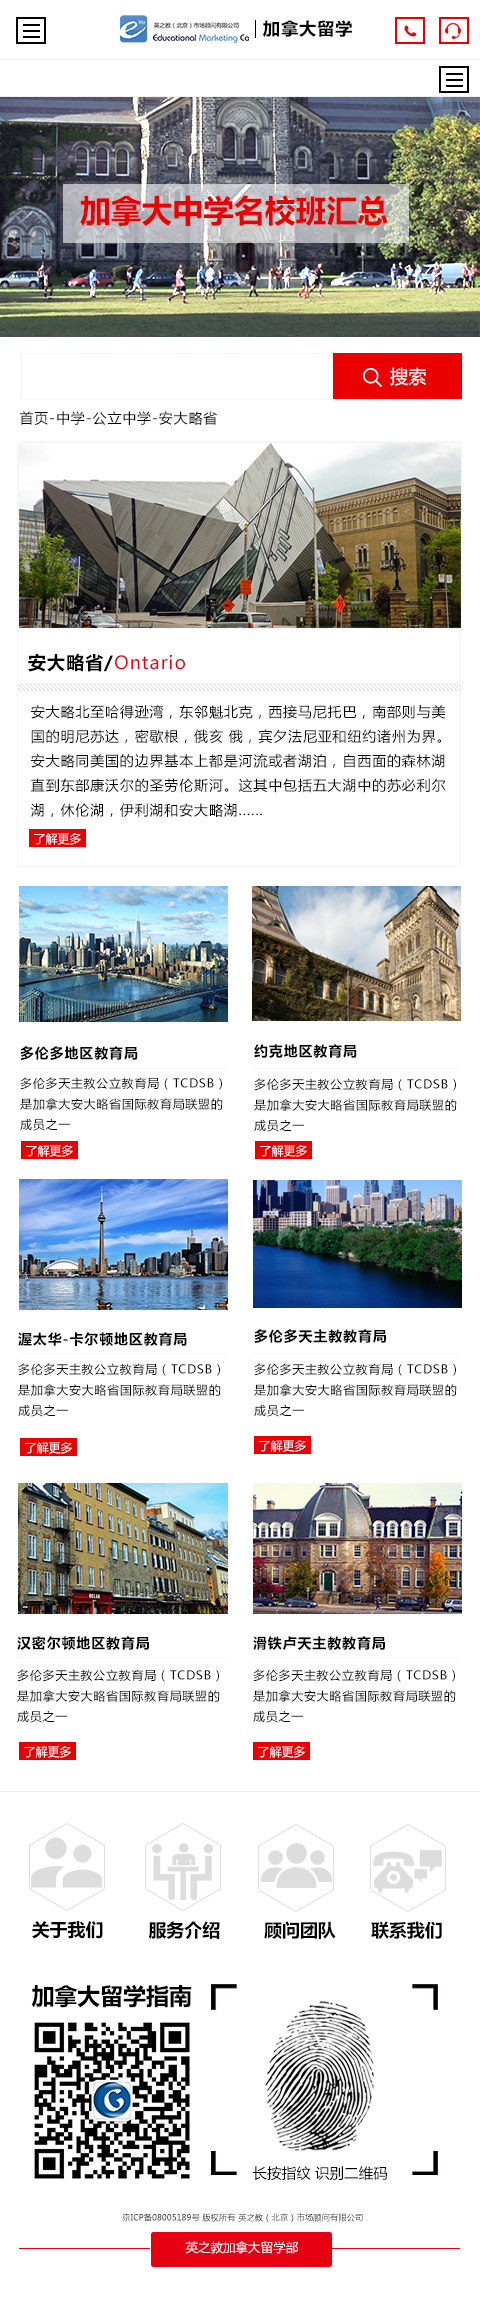 英之教（北京）市场顾问有限公司
Educational Marketing Co
加拿大留学
加拿大中学名校班汇总
搜索
首页-中学-公立中学-安大略省
安大略省/Ontario
安大略北至哈得逊湾，东邻魁北克，西接马尼托巴，南部则与美
国的明尼苏达，密歇根，俄亥 俄，宾夕法尼亚和纽约诸州为界。
安大略同美国的边界基本上都是河流或者湖泊，自西面的森林湖
直到东部康沃尔的圣劳伦斯河。这其中包括五大湖中的苏必利尔
湖，休伦湖，伊利湖和安大略湖......
了解更多
多伦多地区教育局
多伦多天主教公立教育局（TCDSB）
是加拿大安大略省国际教育局联盟的
成员之一
了解更多
约克地区教育局
多伦多天主教公立教育局（TCDSB）
是加拿大安大略省国际教育局联盟的
成员之一
了解更多
渥太华-卡尔顿地区教育局
多伦多天主教公立教育局（TCDSB）
是加拿大安大略省国际教育局联盟的
成员之一
了解更多
多伦多天主教教育局
多伦多天主教公立教育局（TCDSB）
是加拿大安大略省国际教育局联盟的
成员之一
了解更多
汉密尔顿地区教育局
多伦多天主教公立教育局（TCDSB）
是加拿大安大略省国际教育局联盟的
成员之一
了解更多
滑铁卢天主教教育局
多伦多天主教公立教育局（TCDSB）
是加拿大安大略省国际教育局联盟的
成员之一
了解更多
关于我们
服务介绍
顾问团队
联系我们
加拿大留学指南
长按指纹 识别二维码
京ICP备08005189号 版权所有 英之教（北京）市场顾问有限公司
英之教加拿大留学部